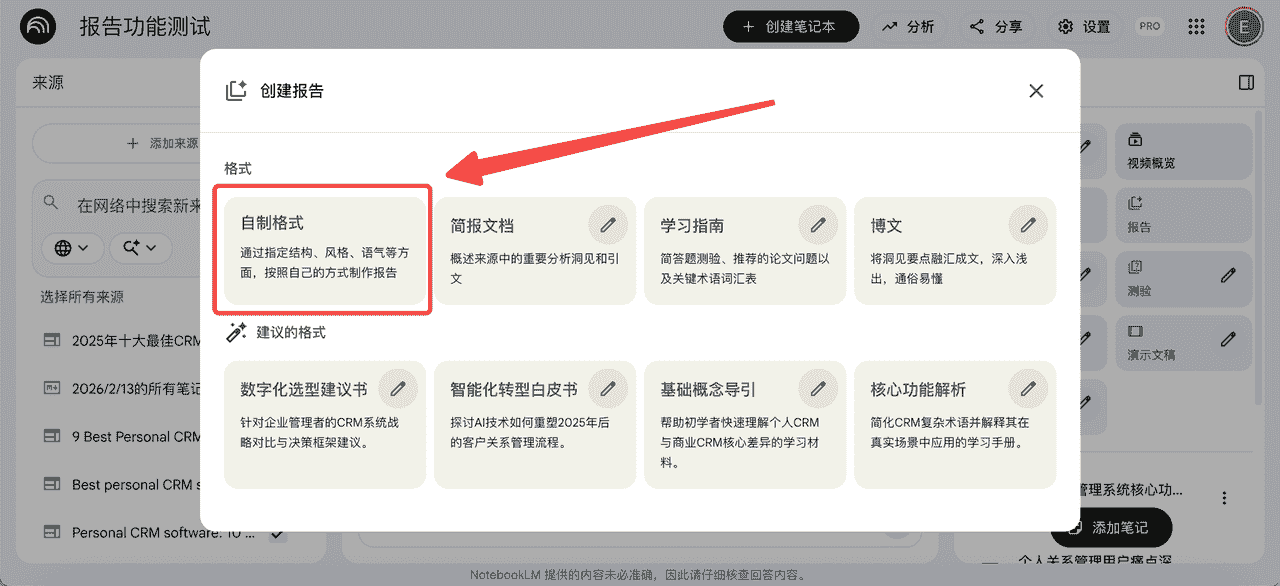 报告功能测试
+ 创建笔记本
分析
分享
设置
PRO
E
来源
+ 添加来源
在网络中搜索新来
选择所有来源
2025年十大最佳CRM
2026/2/13的所有笔记
9 Best Personal CRM
Best personal CRM s
Personal CRM software: 10 ...
创建报告
格式
自制格式
通过指定结构、风格、语气等方
面，按照自己的方式制作报告
简报文档
概述来源中的重要分析洞见和引
文
学习指南
简答题测验、推荐的论文问题以
及关键术语词汇表
博文
将洞见要点融汇成文，深入浅
出，通俗易懂
建议的格式
数字化选型建议书
针对企业管理者的CRM系统战
略对比与决策框架建议。
智能化转型白皮书
探讨AI技术如何重塑2025年后
的客户关系管理流程。
基础概念导引
帮助初学者快速理解个人CRM
与商业CRM核心差异的学习材
料。
核心功能解析
简化CRM复杂术语并解释其在
真实场景中应用的学习手册。
视频概览
报告
测验
演示文稿
管理系统核心功...
添加笔记
个人关系管理用户痛点深
NotebookLM 提供的内容未必准确，因此请仔细核查回答内容。